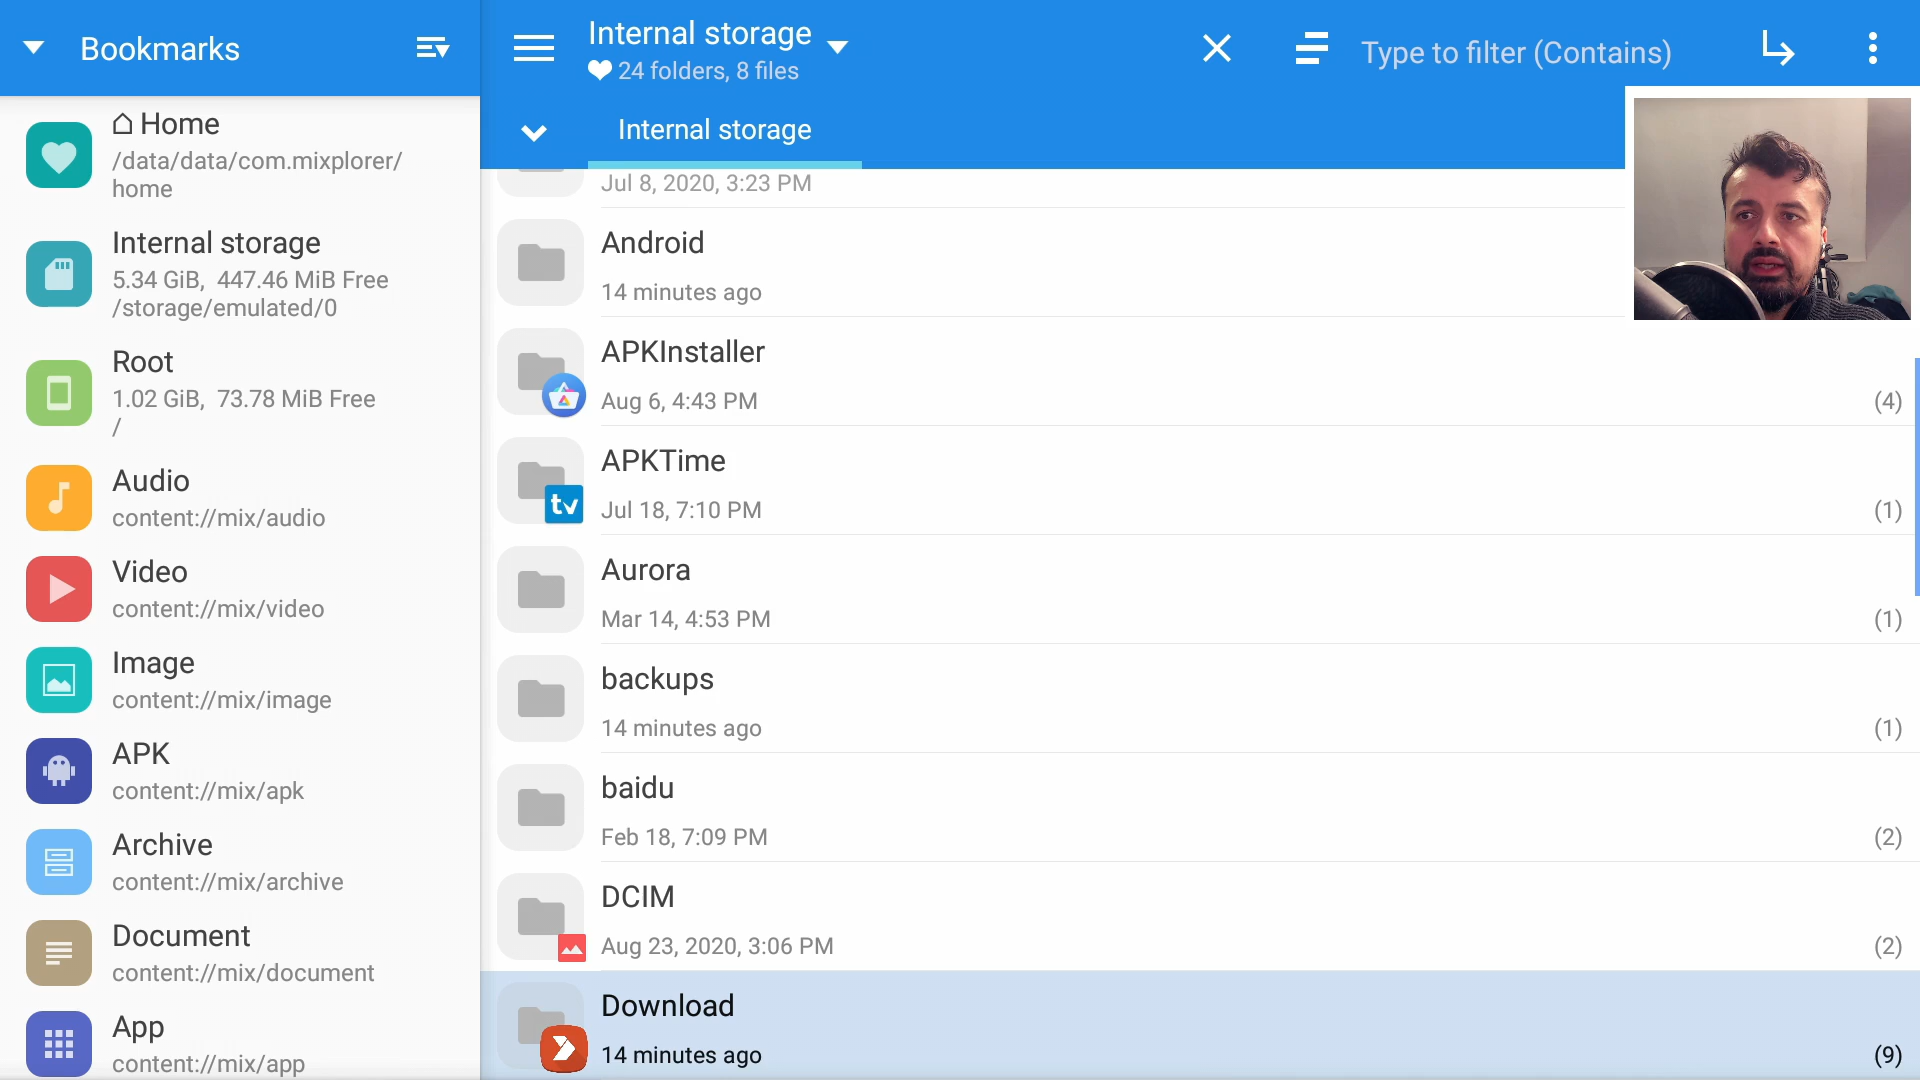 Bookmarks
Home
/data/data/com.mixplorer/
home
Internal storage
5.34 GiB, 447.46 MiB Free
/storage/emulated/0
Root
1.02 GiB, 73.78 MiB Free
/
Audio
content://mix/audio
Video
content://mix/video
Image
content://mix/image
APK
content://mix/apk
Archive
content://mix/archive
Document
content://mix/document
App
content://mix/app
Internal storage
24 folders, 8 files
Type to filter (Contains)
Internal storage
Jul 8, 2020, 3:23 PM
Android
14 minutes ago
APKInstaller
Aug 6, 4:43 PM
(4)
APKTime
tv
Jul 18, 7:10 PM
(1)
Aurora
Mar 14, 4:53 PM
(1)
backups
14 minutes ago
(1)
baidu
Feb 18, 7:09 PM
(2)
DCIM
Aug 23, 2020, 3:06 PM
(2)
Download
14 minutes ago
(9)